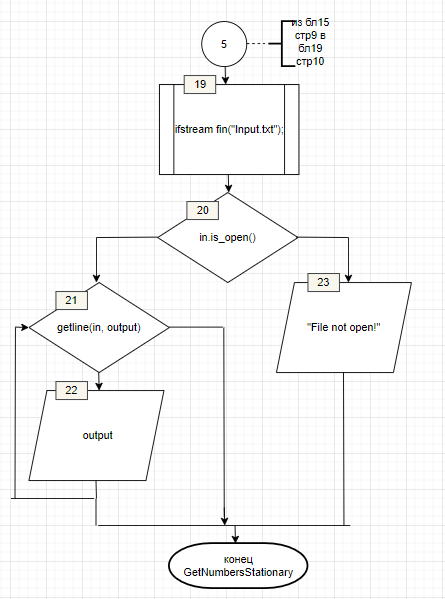 5
из бл15
стр9 в
бл19
стр10
19
ifstream fin("Input.txt");
20
in.is_open()
21
getline(in, output)
23
"File not open!"
22
output
конец
GetNumbersStationary